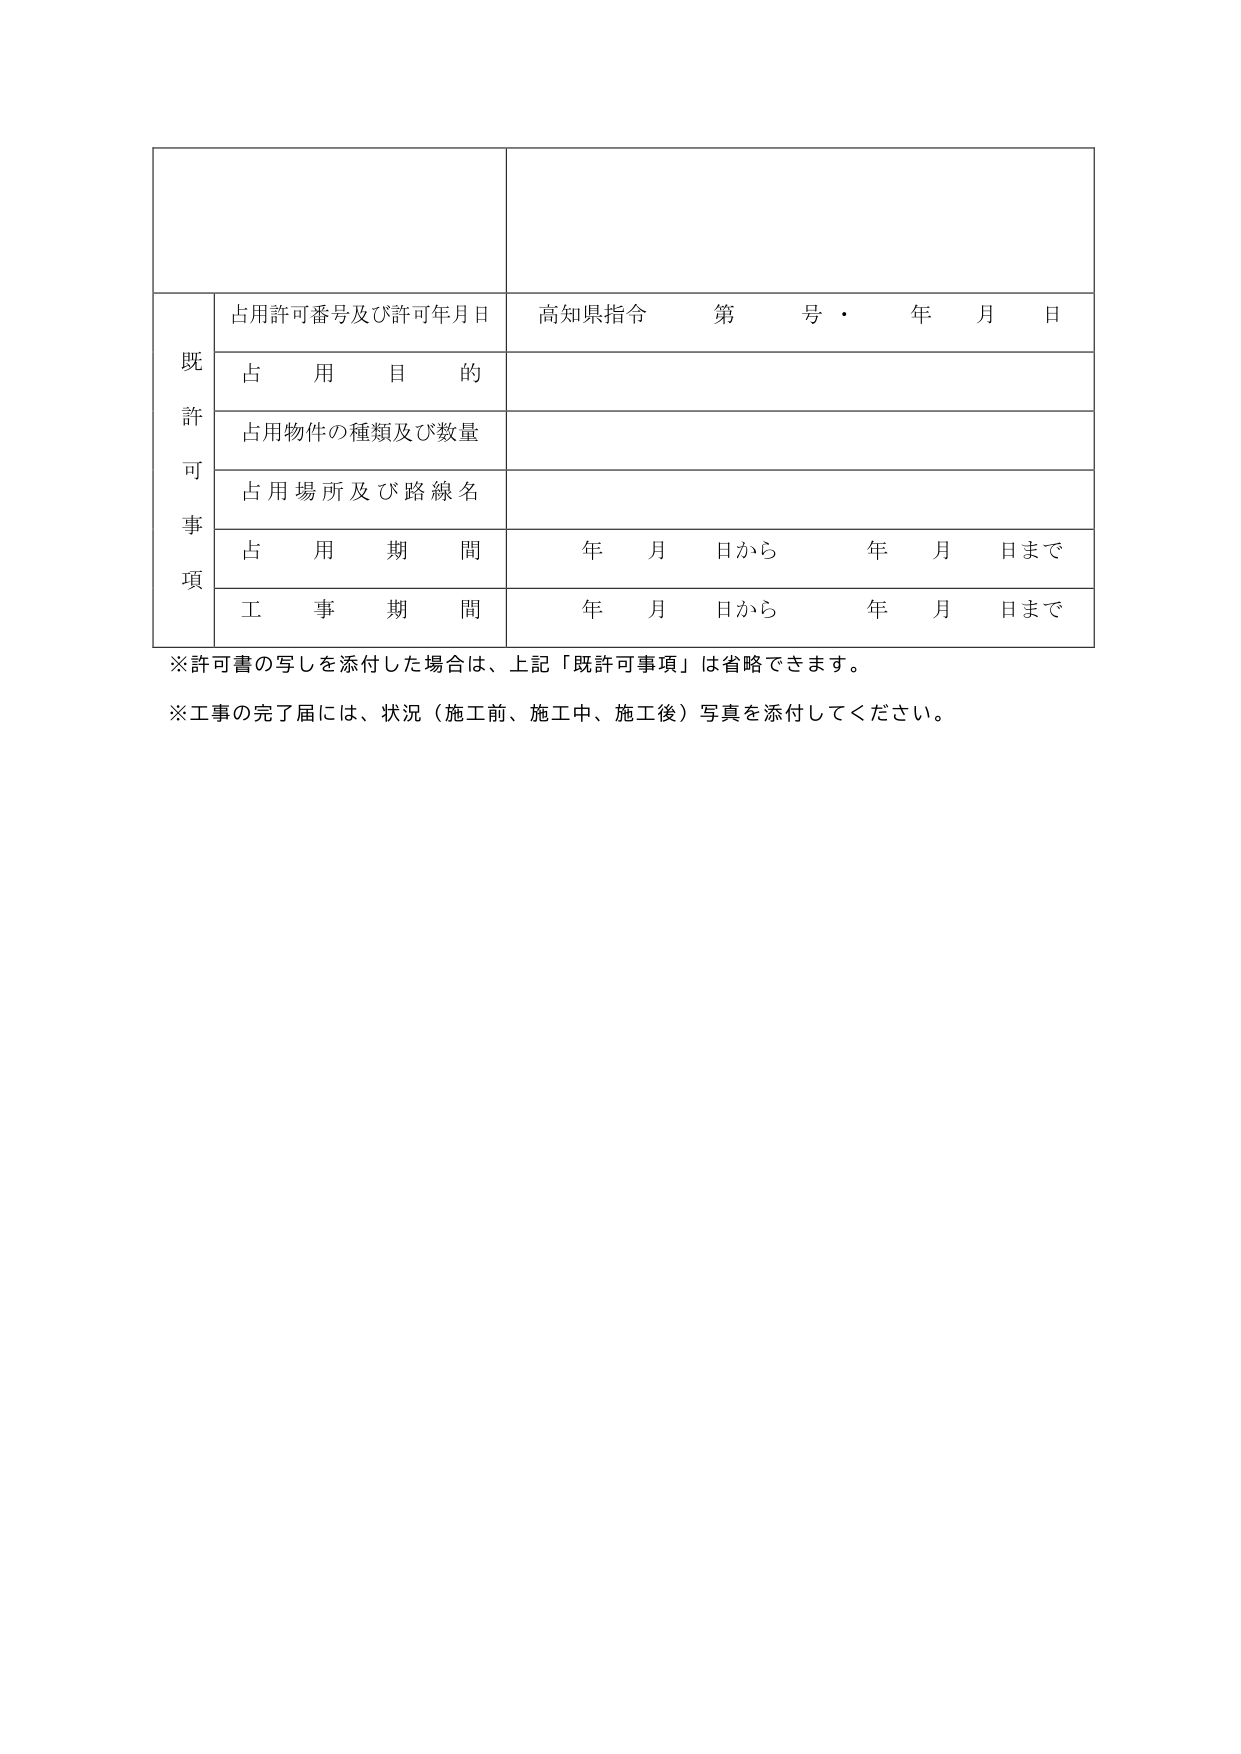 既許可事項
占用許可番号及び許可年月日　高知県指令　　　第　　　号・　　　年　　月　　日
占用目的
占用物件の種類及び数量
占用場所及び路線名
占用期間　年　　月　　日から　　　　年　　月　　日まで
工事期間　年　　月　　日から　　　　年　　月　　日まで
※許可書の写しを添付した場合は、上記「既許可事項」は省略できます。
※工事の完了届には、状況（施工前、施工中、施工後）写真を添付してください。